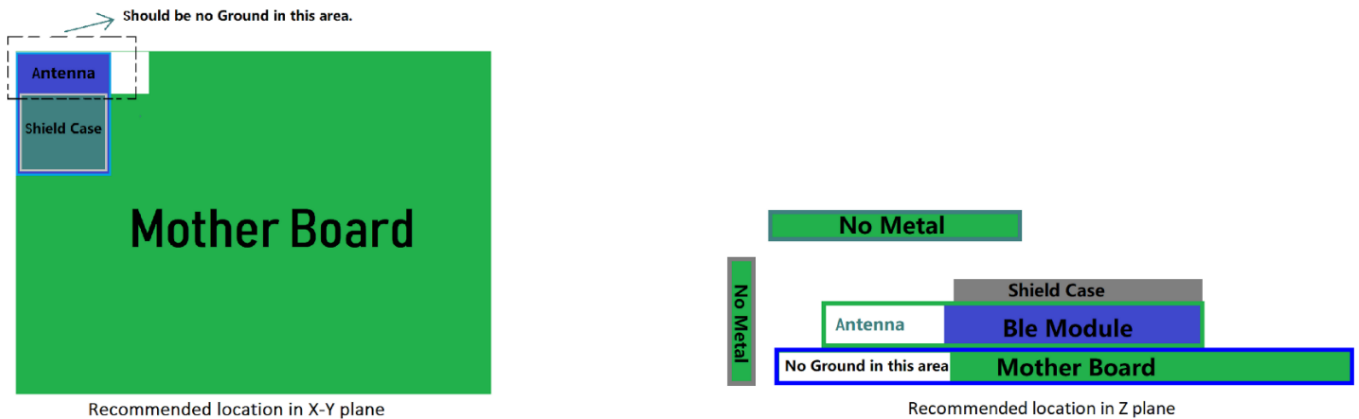 Should be no Ground in this area.
Antenna
Shield Case
Mother Board
Recommended location in X-Y plane
No Metal
No Metal
Shield Case
Antenna
Ble Module
No Ground in this area
Mother Board
Recommended location in Z plane